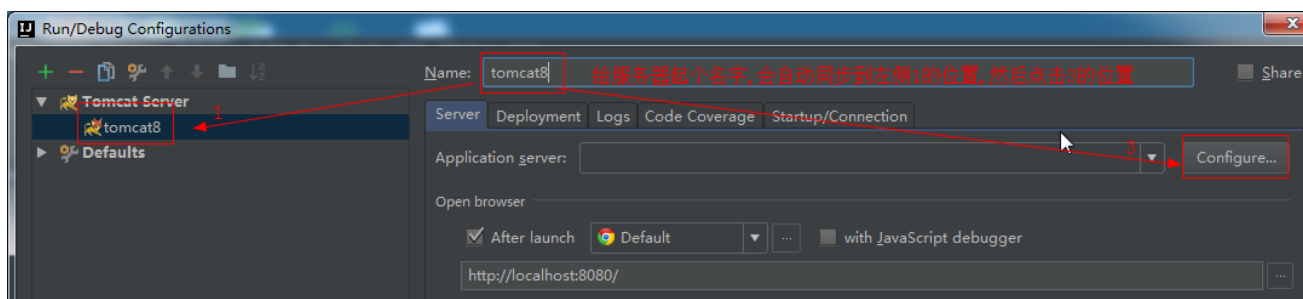 Run/Debug Configurations
Name: tomcat8 给服务器起个名字,会自动同步到左侧1的位置,然后点击3的位置 Share
Tomcat Server
1
tomcat8
Defaults
Server Deployment Logs Code Coverage Startup/Connection
Application server: 3 Configure...
Open browser
After launch Default ... with JavaScript debugger
http://localhost:8080/ ...